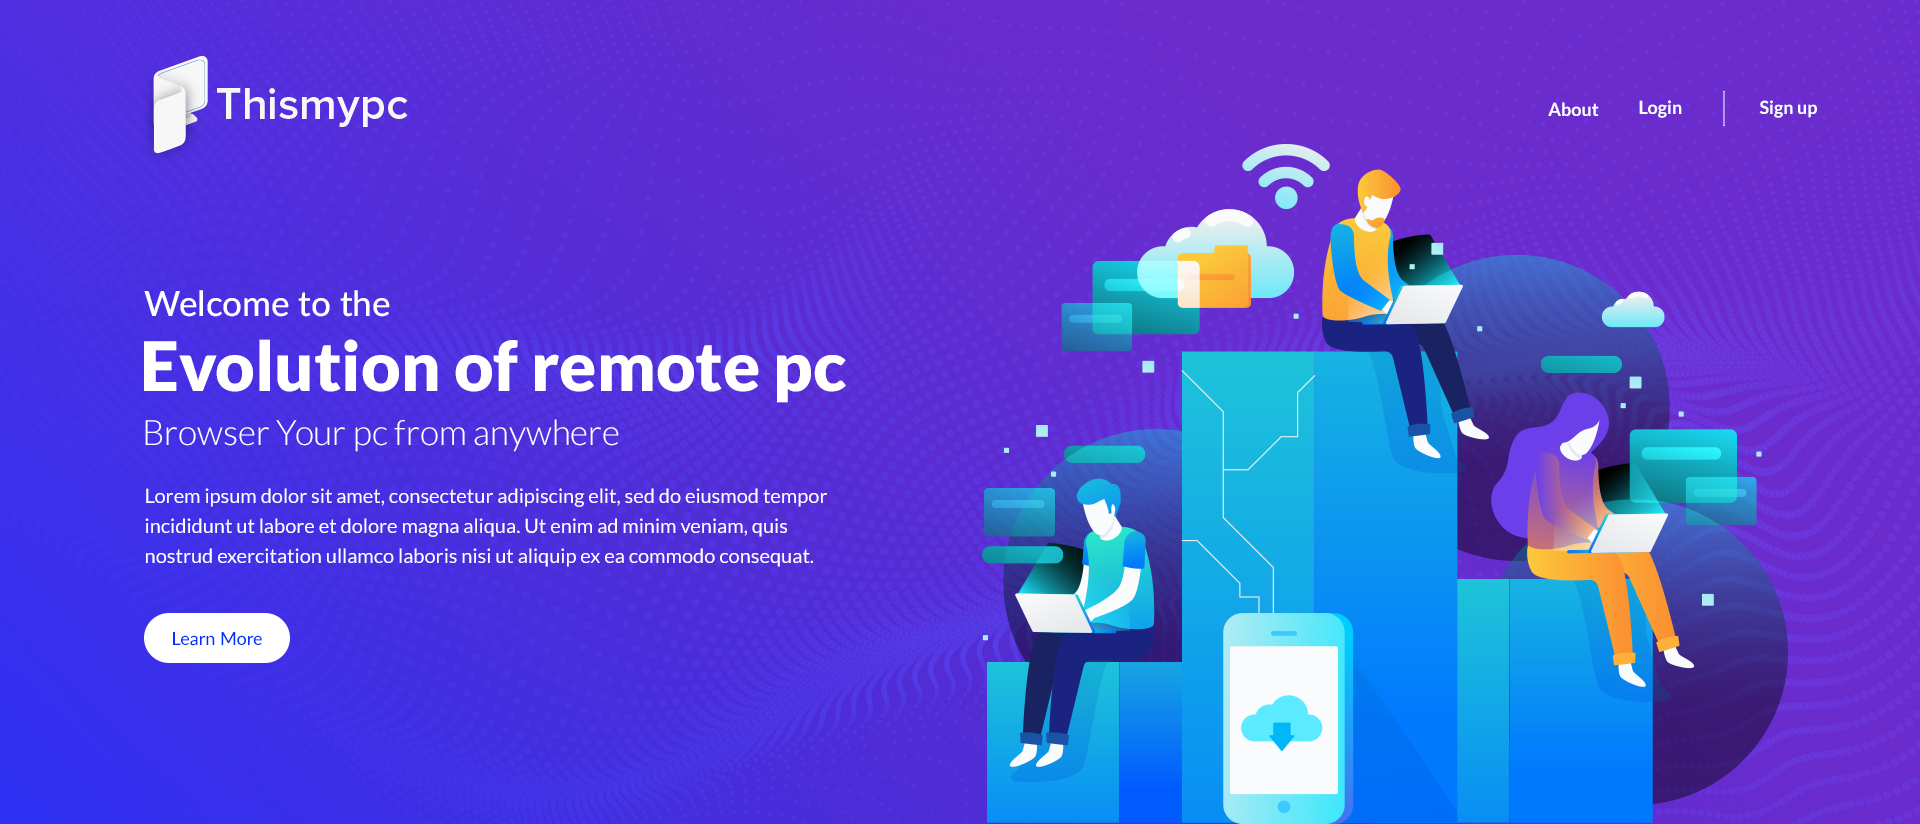 Thismypc
About
Login
Sign up
Welcome to the
Evolution of remote pc
Browser Your pc from anywhere
Lorem ipsum dolor sit amet, consectetur adipiscing elit, sed do eiusmod tempor
incididunt ut labore et dolore magna aliqua. Ut enim ad minim veniam, quis
nostrud exercitation ullamco laboris nisi ut aliquip ex ea commodo consequat.
Learn More